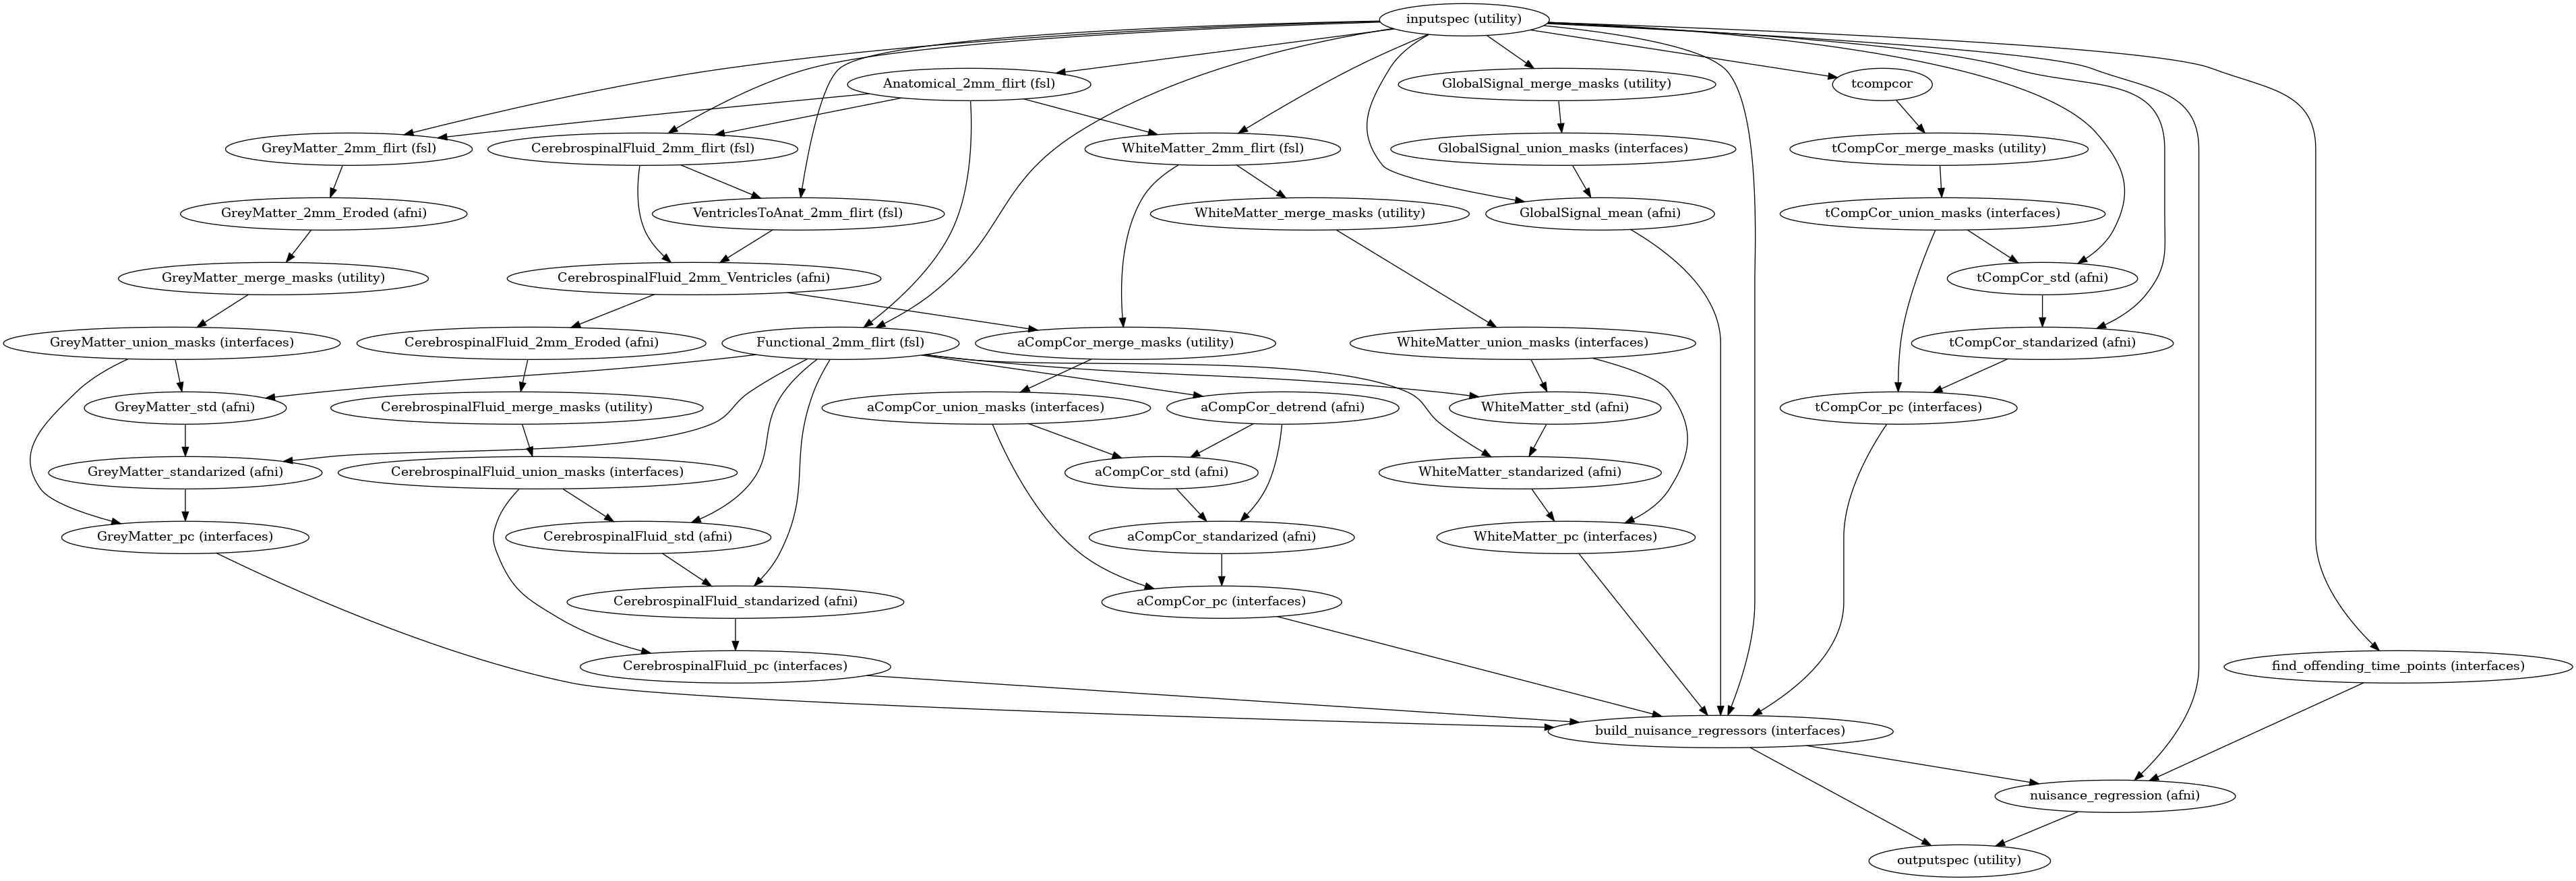 inputspec (utility)
Anatomical_2mm_flirt (fsl)
GlobalSignal_merge_masks (utility)
tcompcor
GreyMatter_2mm_flirt (fsl)
CerebrospinalFluid_2mm_flirt (fsl)
WhiteMatter_2mm_flirt (fsl)
GlobalSignal_union_masks (interfaces)
tCompCor_merge_masks (utility)
GreyMatter_2mm_Eroded (afni)
VentriclesToAnat_2mm_flirt (fsl)
WhiteMatter_merge_masks (utility)
GlobalSignal_mean (afni)
tCompCor_union_masks (interfaces)
GreyMatter_merge_masks (utility)
CerebrospinalFluid_2mm_Ventricles (afni)
tCompCor_std (afni)
GreyMatter_union_masks (interfaces)
CerebrospinalFluid_2mm_Eroded (afni)
Functional_2mm_flirt (fsl)
aCompCor_merge_masks (utility)
WhiteMatter_union_masks (interfaces)
tCompCor_standarized (afni)
GreyMatter_std (afni)
CerebrospinalFluid_merge_masks (utility)
aCompCor_union_masks (interfaces)
aCompCor_detrend (afni)
WhiteMatter_std (afni)
tCompCor_pc (interfaces)
GreyMatter_standarized (afni)
CerebrospinalFluid_union_masks (interfaces)
aCompCor_std (afni)
WhiteMatter_standarized (afni)
GreyMatter_pc (interfaces)
CerebrospinalFluid_std (afni)
aCompCor_standarized (afni)
WhiteMatter_pc (interfaces)
CerebrospinalFluid_standarized (afni)
aCompCor_pc (interfaces)
CerebrospinalFluid_pc (interfaces)
find_offending_time_points (interfaces)
build_nuisance_regressors (interfaces)
nuisance_regression (afni)
outputspec (utility)